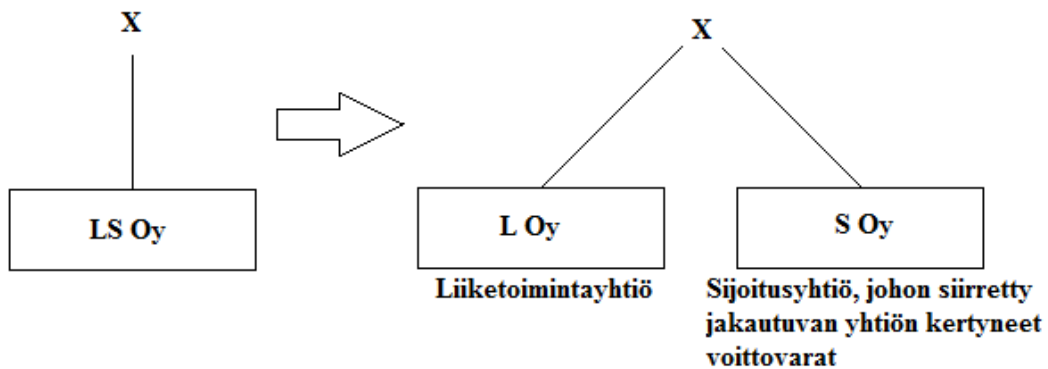 X
X
LS Oy
L Oy
S Oy
Liiketoimintayhtiö
Sijoitusyhtiö, johon siirretty
jakautuvan yhtiön kertyneet
voittovarat